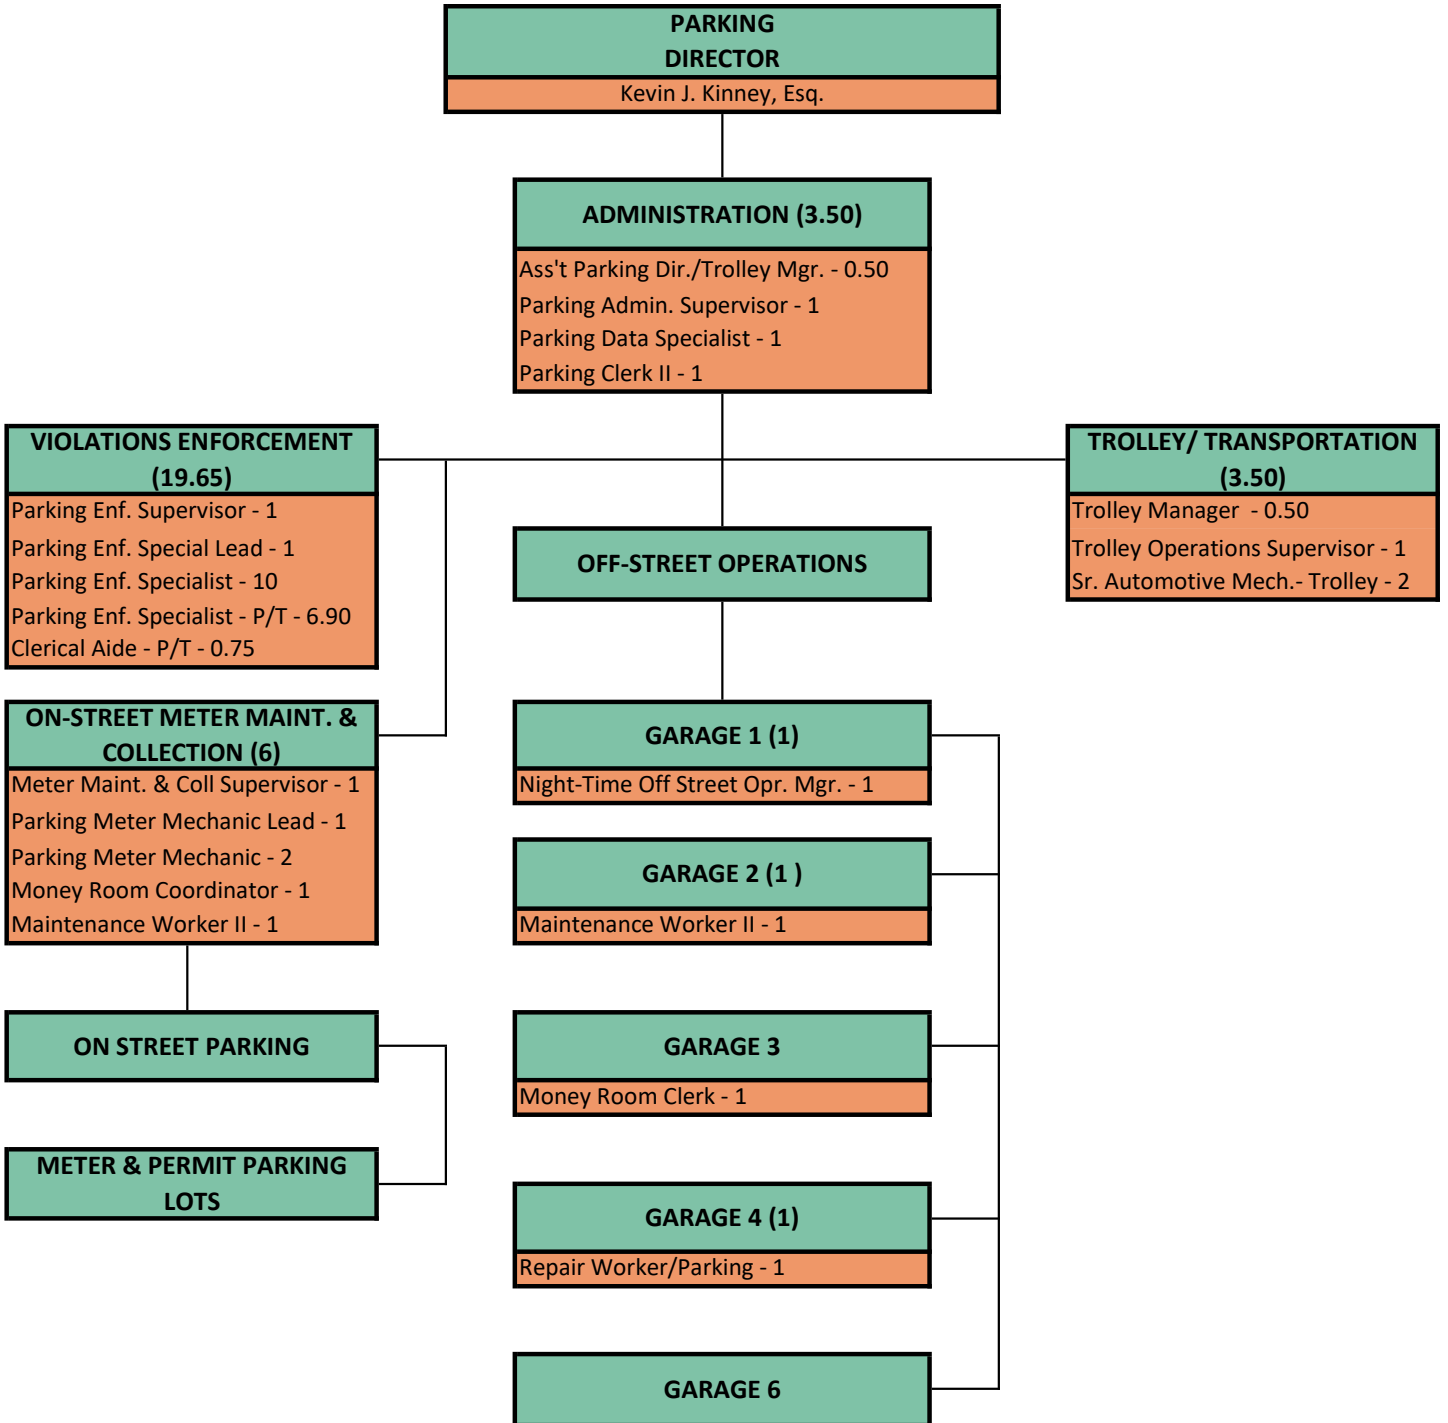 PARKING
DIRECTOR
Kevin J. Kinney, Esq.
ADMINISTRATION (3.50)
Ass't Parking Dir./Trolley Mgr. - 0.50
Parking Admin. Supervisor - 1
Parking Data Specialist - 1
Parking Clerk II - 1
VIOLATIONS ENFORCEMENT
(19.65)
Parking Enf. Supervisor - 1
Parking Enf. Special Lead - 1
Parking Enf. Specialist - 10
Parking Enf. Specialist - P/T - 6.90
Clerical Aide - P/T - 0.75
TROLLEY/ TRANSPORTATION
(3.50)
Trolley Manager - 0.50
Trolley Operations Supervisor - 1
Sr. Automotive Mech.- Trolley - 2
OFF-STREET OPERATIONS
ON-STREET METER MAINT. &
COLLECTION (6)
Meter Maint. & Coll Supervisor - 1
Parking Meter Mechanic Lead - 1
Parking Meter Mechanic - 2
Money Room Coordinator - 1
Maintenance Worker II - 1
ON STREET PARKING
METER & PERMIT PARKING
LOTS
GARAGE 1 (1)
Night-Time Off Street Opr. Mgr. - 1
GARAGE 2 (1 )
Maintenance Worker II - 1
GARAGE 3
Money Room Clerk - 1
GARAGE 4 (1)
Repair Worker/Parking - 1
GARAGE 6